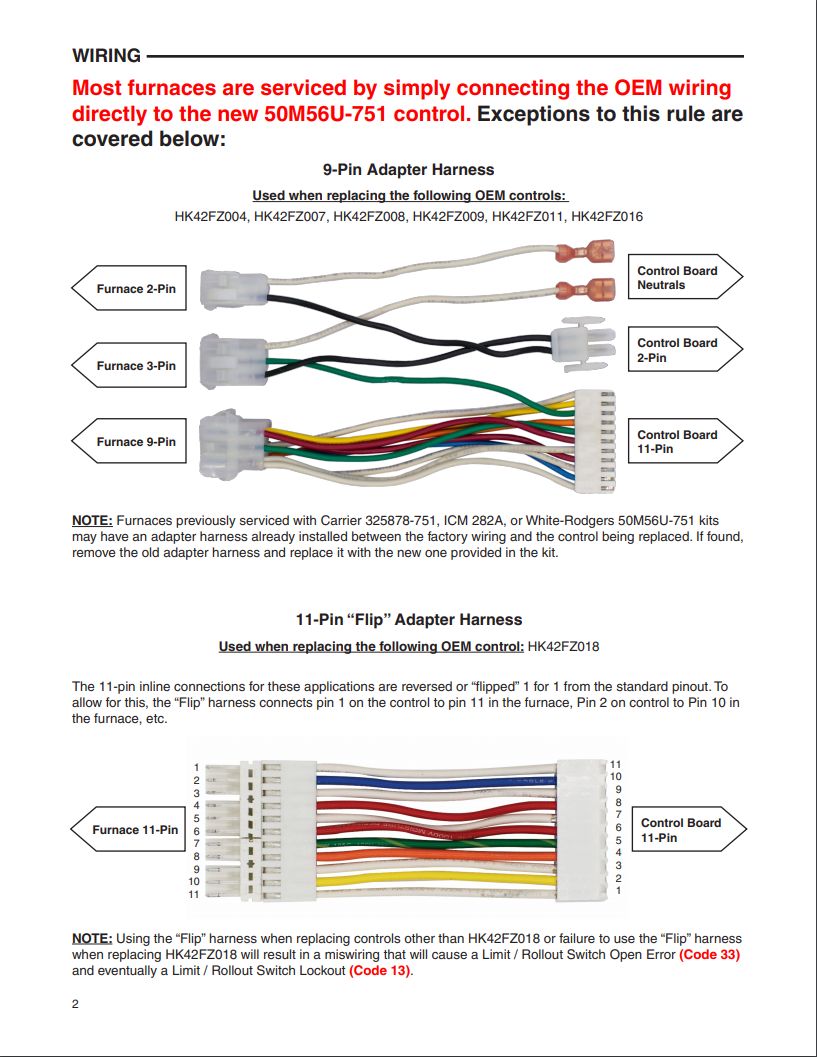 WIRING
Most furnaces are serviced by simply connecting the OEM wiring
directly to the new 50M56U-751 control. Exceptions to this rule are
covered below:
9-Pin Adapter Harness
Used when replacing the following OEM controls:
HK42FZ004, HK42FZ007, HK42FZ008, HK42FZ009, HK42FZ011, HK42FZ016
Furnace 2-Pin
Control Board
Neutrals
Furnace 3-Pin
Control Board
2-Pin
Furnace 9-Pin
Control Board
11-Pin
NOTE: Furnaces previously serviced with Carrier 325878-751, ICM 282A, or White-Rodgers 50M56U-751 kits
may have an adapter harness already installed between the factory wiring and the control being replaced. If found,
remove the old adapter harness and replace it with the new one provided in the kit.
11-Pin “Flip” Adapter Harness
Used when replacing the following OEM control: HK42FZ018
The 11-pin inline connections for these applications are reversed or “flipped” 1 for 1 from the standard pinout. To
allow for this, the “Flip” harness connects pin 1 on the control to pin 11 in the furnace, Pin 2 on control to Pin 10 in
the furnace, etc.
Furnace 11-Pin
1
2
3
4
5
6
7
8
9
10
11
11
10
9
8
7
6
5
4
3
2
1
Control Board
11-Pin
NOTE: Using the “Flip” harness when replacing controls other than HK42FZ018 or failure to use the “Flip” harness
when replacing HK42FZ018 will result in a miswiring that will cause a Limit / Rollout Switch Open Error (Code 33)
and eventually a Limit / Rollout Switch Lockout (Code 13).
2